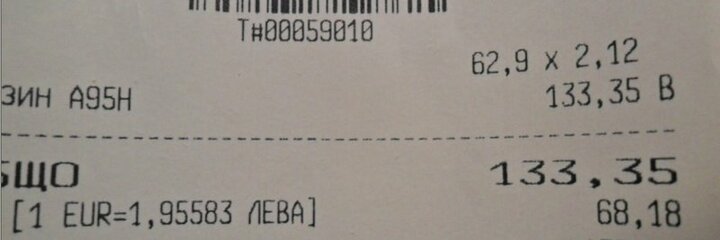 T#00059010
62,9 x 2,12
ЗИН А95Н 133,35 В
ЩО 133,35
[1 EUR=1,95583 ЛЕВА] 68,18